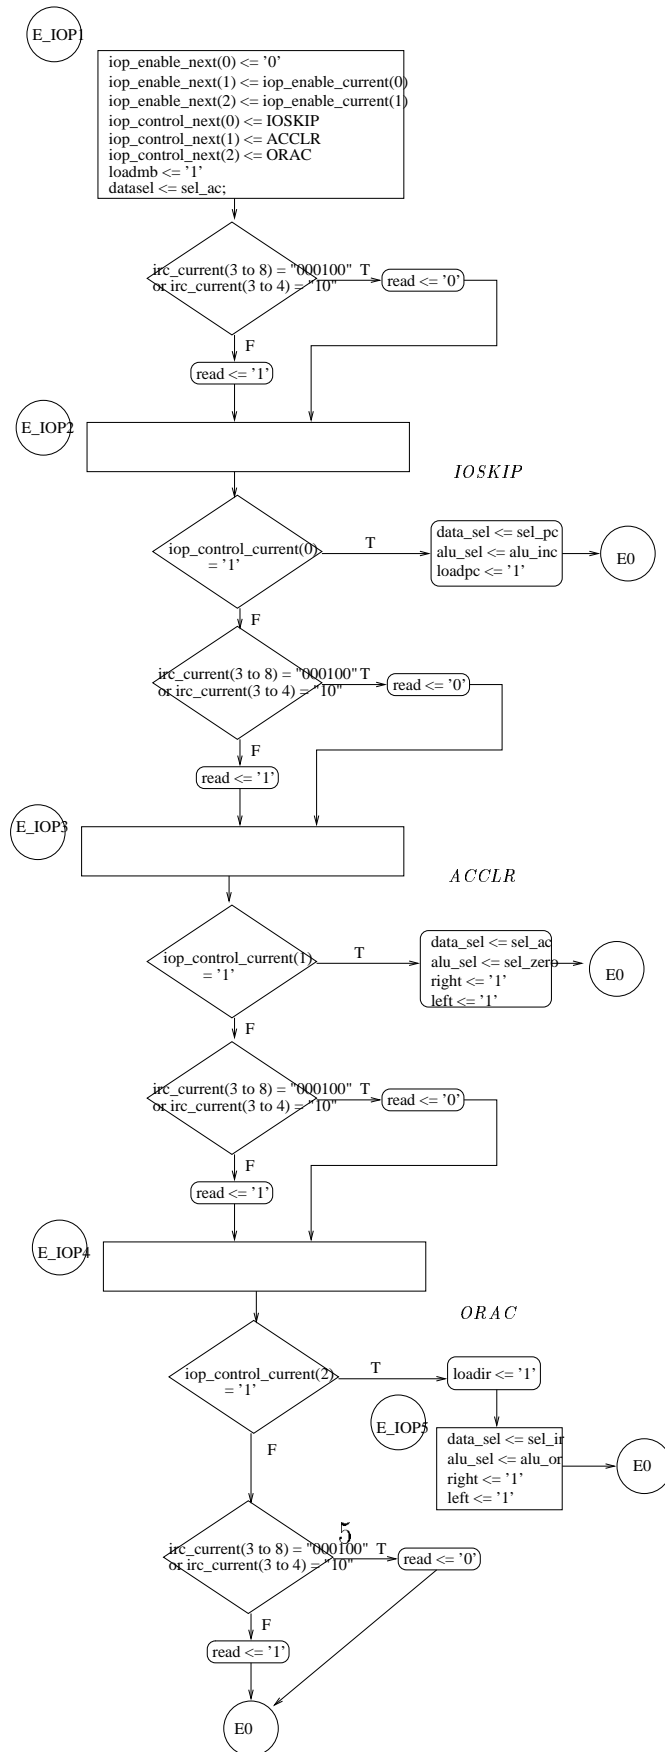 E_IOP1
iop_enable_next(0) <= '0'
iop_enable_next(1) <= iop_enable_current(0)
iop_enable_next(2) <= iop_enable_current(1)
iop_control_next(0) <= IOSKIP
iop_control_next(1) <= ACCLR
iop_control_next(2) <= ORAC
loadmb <= '1'
datasel <= sel_ac;
irc_current(3 to 8) = "000100" T
or irc_current(3 to 4) = "10"
read <= '0'
F
read <= '1'
E_IOP2
IOSKIP
iop_control_current(0)
= '1'
T
data_sel <= sel_pc
alu_sel <= alu_inc
loadpc <= '1'
E0
F
irc_current(3 to 8) = "000100" T
or irc_current(3 to 4) = "10"
read <= '0'
F
read <= '1'
E_IOP3
ACCLR
iop_control_current(1)
= '1'
T
data_sel <= sel_ac
alu_sel <= sel_zero
right <= '1'
left <= '1'
E0
F
irc_current(3 to 8) = "000100" T
or irc_current(3 to 4) = "10"
read <= '0'
F
read <= '1'
E_IOP4
ORAC
iop_control_current(2)
= '1'
T
loadir <= '1'
E_IOP5
data_sel <= sel_ir
alu_sel <= alu_or
right <= '1'
left <= '1'
E0
F
5
irc_current(3 to 8) = "000100" T
or irc_current(3 to 4) = "10"
read <= '0'
F
read <= '1'
E0